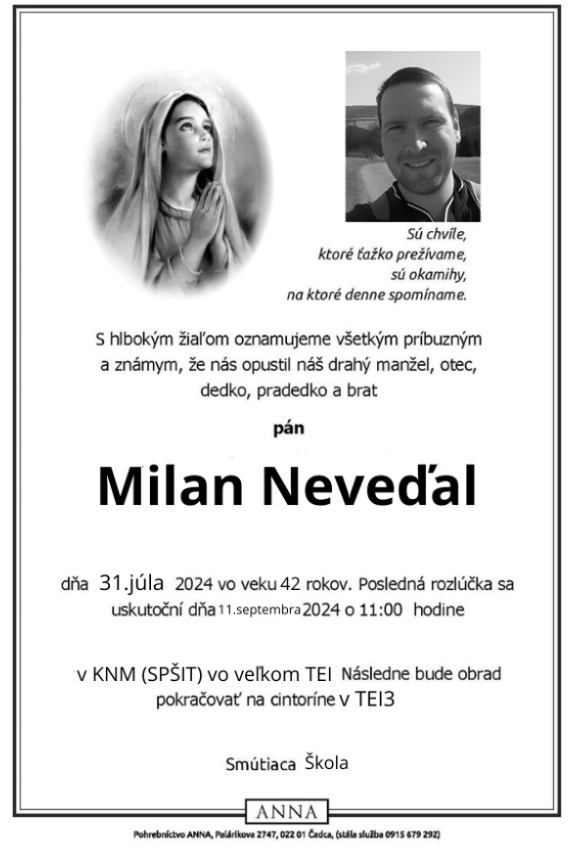 Sú chvíle,
ktoré ťažko prežívame,
sú okamihy,
na ktoré denne spomíname.
S hlbokým žiaľom oznamujeme všetkým príbuzným
a známym, že nás opustil náš drahý manžel, otec,
dedko, pradedko a brat
pán
Milan Neveďal
dňa 31.júla 2024 vo veku 42 rokov. Posledná rozlúčka sa
uskutoční dňa 11.septembra 2024 o 11:00 hodine
v KNM (SPŠIT) vo veľkom TEI Následne bude obrad
pokračovať na cintoríne v TEI3
Smútiaca Škola
ANNA
Pohrebníctvo ANNA, Palárikova 2747, 022 01 Čadca, (stála služba 0915 679 292)